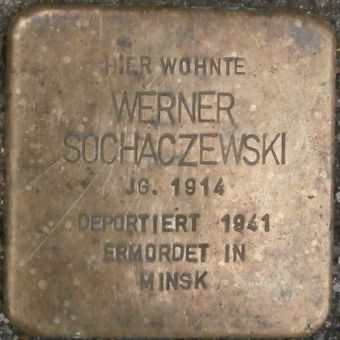 HIER WOHNTE
WERNER
SOCHACZEWSKI
JG. 1914
DEPORTIERT 1941
ERMORDET IN
MINSK